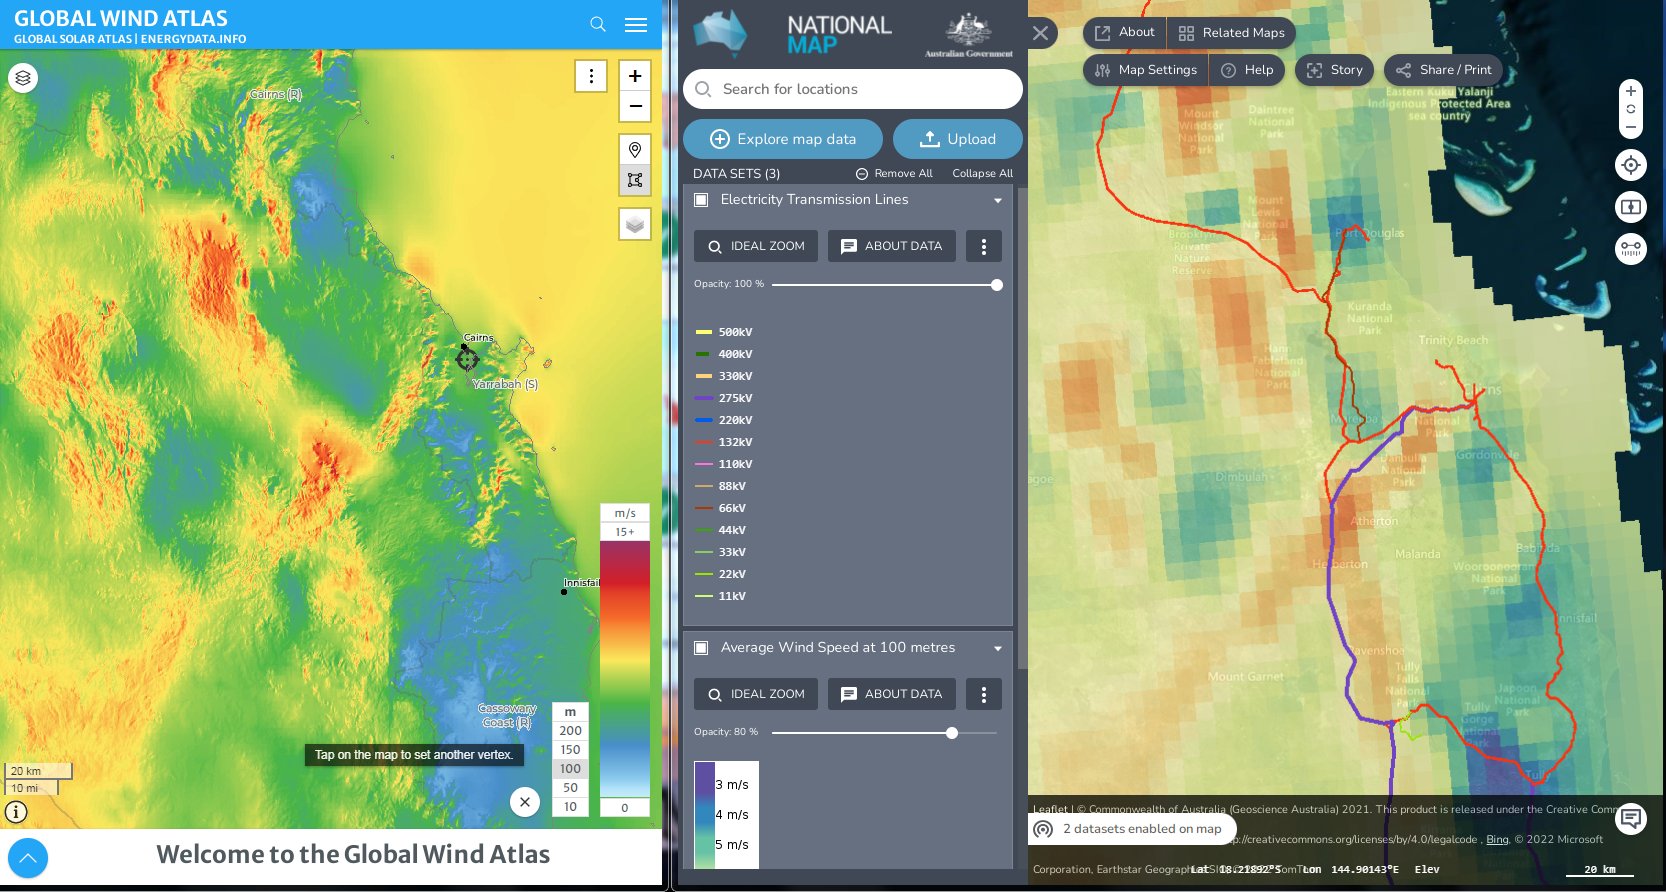 GLOBAL WIND ATLAS
GLOBAL SOLAR ATLAS | ENERGYDATA.INFO
Cairns (R)
Cairns
Yarrabah (S)
Innisfail
Cassowary
Coast (R)
m/s
15+
0
m
200
150
100
50
10
Tap on the map to set another vertex.
20 km
10 mi
Welcome to the Global Wind Atlas
NATIONAL
MAP
Australian Government
Search for locations
Explore map data
Upload
DATA SETS (3)
Remove All
Collapse All
Electricity Transmission Lines
IDEAL ZOOM
ABOUT DATA
Opacity: 100 %
500kV
400kV
330kV
275kV
220kV
132kV
110kV
88kV
66kV
44kV
33kV
22kV
11kV
Average Wind Speed at 100 metres
IDEAL ZOOM
ABOUT DATA
Opacity: 80 %
3 m/s
4 m/s
5 m/s
About
Related Maps
Map Settings
Help
Story
Share / Print
Eastern Kuku Yalanji
Indigenous Protected Area
sea country
Daintree
National
Park
Mount
Windsor
National
Park
Mount
Lewis
National
Park
Brooklyn
Private
Nature
Reserve
Port Douglas
Kuranda
National
Park
Trinity Beach
Hann
Tableland
National
Park
Mareeba
National
Park
Gordonvale
Danbulla
National
Park
Dimbulah
Atherton
Malanda
Babinda
Herberton
Wooroonooran
National
Park
Innisfail
Ravenshoe
Tully
Falls
National
Park
Mount Garnet
Japoon
National
Park
Tully
Gorge
National
Park
Tully
Leaflet | © Commonwealth of Australia (Geoscience Australia) 2021. This product is released under the Creative Comm
2 datasets enabled on map
://creativecommons.org/licenses/by/4.0/legalcode , Bing, © 2022 Microsoft
Corporation, Earthstar Geographics SIO, © 2022 TomTom
Lat 18.21892°S Lon 144.90143°E Elev
20 km